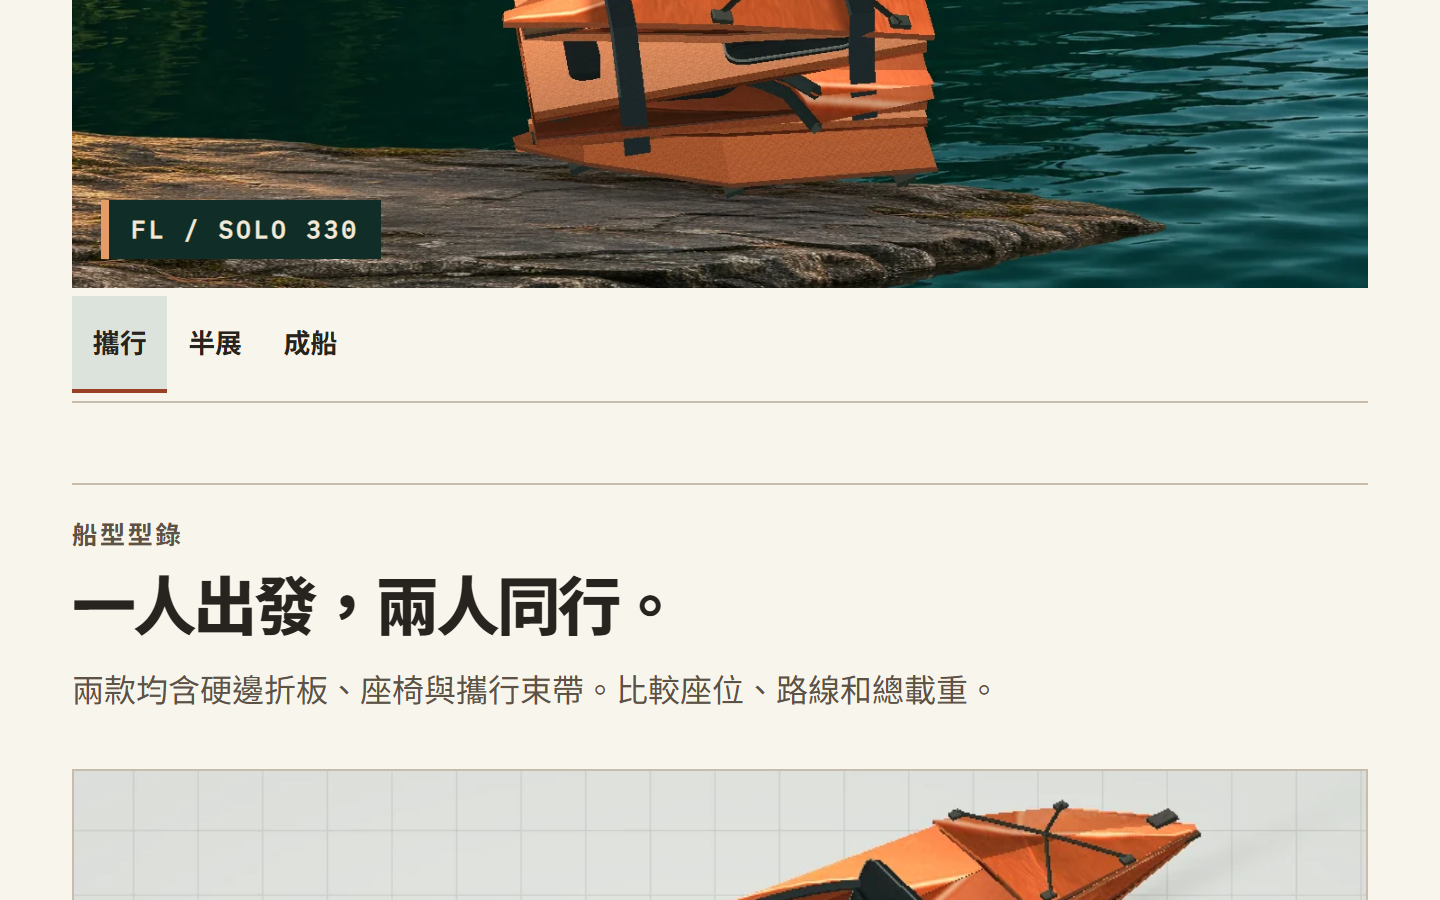 FL / SOLO 330
攜行 半展 成船
船型型錄
一人出發，兩人同行。
兩款均含硬邊折板、座椅與攜行束帶。比較座位、路線和總載重。